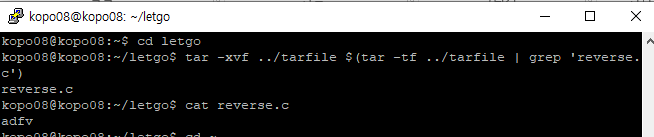 kopo08@kopo08: ~/letgo
kopo08@kopo08:~$ cd letgo
kopo08@kopo08:~/letgo$ tar -xvf ../tarfile $(tar -tf ../tarfile | grep 'reverse.
c')
reverse.c
kopo08@kopo08:~/letgo$ cat reverse.c
adfv